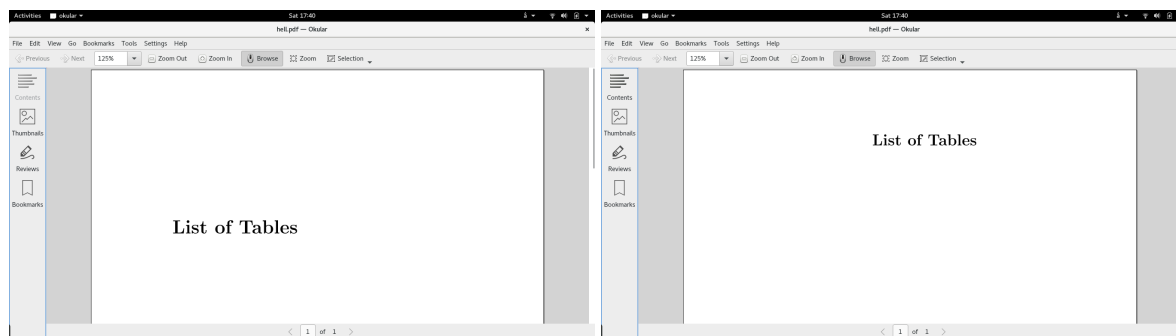 Activities okular
Sat 17:40
hell.pdf — Okular
File Edit View Go Bookmarks Tools Settings Help
Previous Next 125% Zoom Out Zoom In Browse Zoom Selection
Contents
Thumbnails
Reviews
Bookmarks
List of Tables
1 of 1
Activities okular
Sat 17:40
hell.pdf — Okular
File Edit View Go Bookmarks Tools Settings Help
Previous Next 125% Zoom Out Zoom In Browse Zoom Selection
Contents
Thumbnails
Reviews
Bookmarks
List of Tables
1 of 1